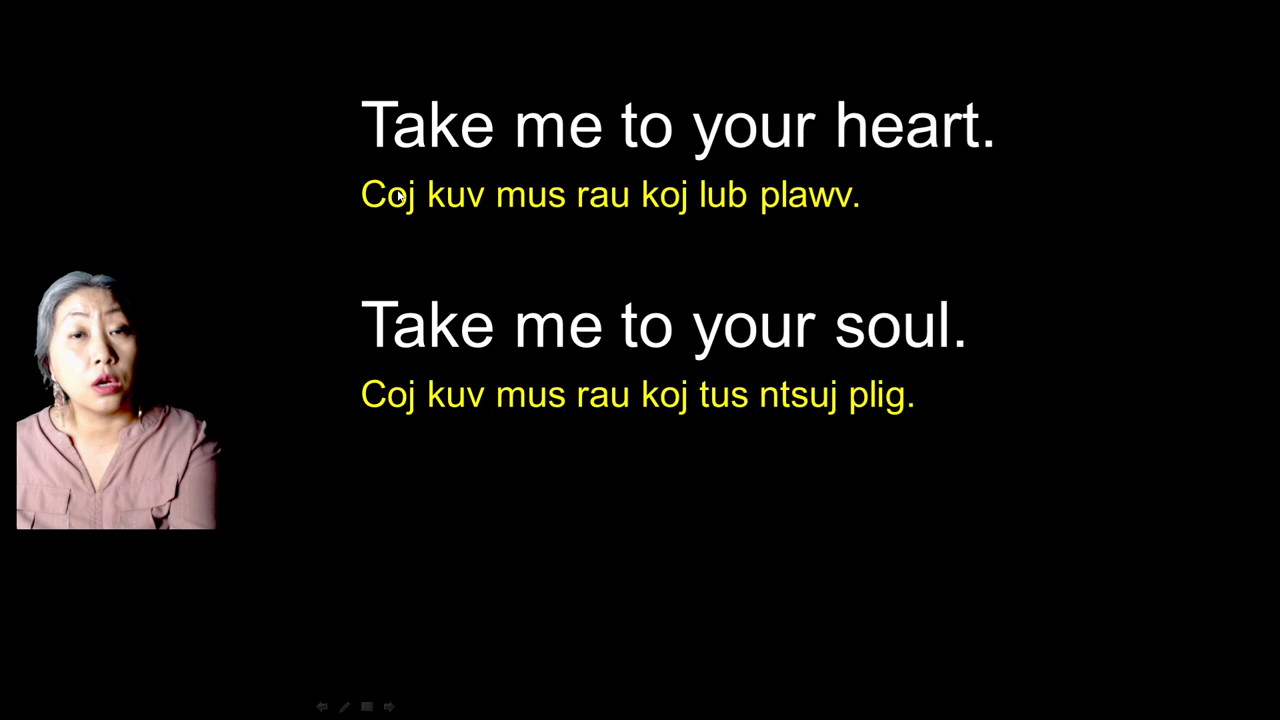 Take me to your heart.
Coj kuv mus rau koj lub plawv.
Take me to your soul.
Coj kuv mus rau koj tus ntsuj plig.